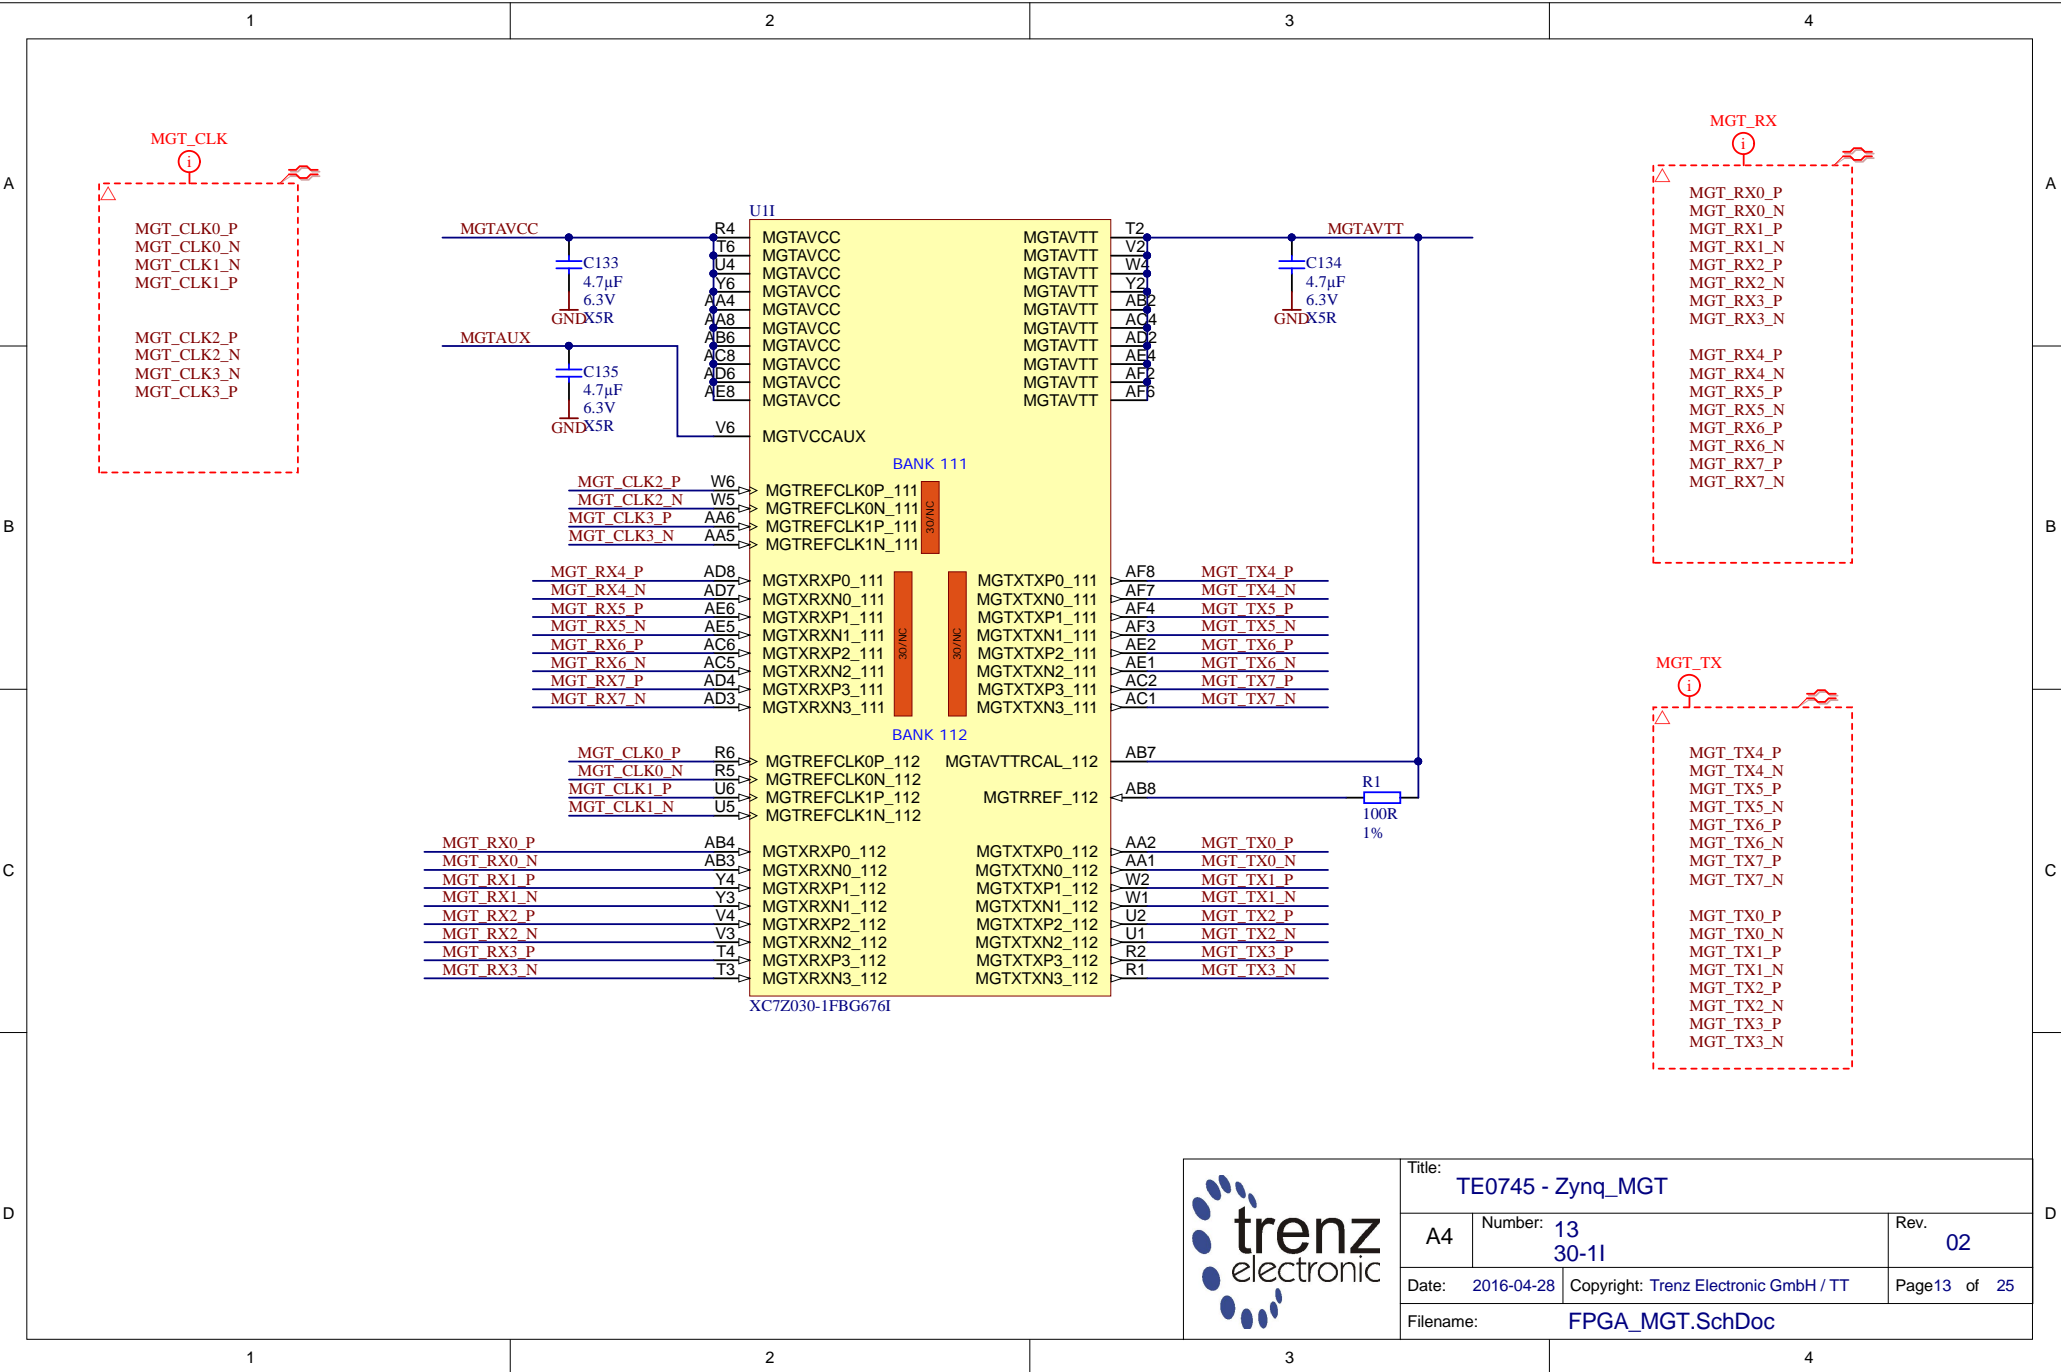 1 2 3 4
A A
B B
C C
D D
MGT_CLK
i
MGT_CLK0_P
MGT_CLK0_N
MGT_CLK1_N
MGT_CLK1_P
MGT_CLK2_P
MGT_CLK2_N
MGT_CLK3_N
MGT_CLK3_P
U1I
MGTAVCC R4 MGTAVCC MGTAVTT T2 MGTAVTT
T6 MGTAVCC MGTAVTT V2
U4 MGTAVCC MGTAVTT W4
Y6 MGTAVCC MGTAVTT Y2
AA4 MGTAVCC MGTAVTT AB2
AA8 MGTAVCC MGTAVTT AC4
AB6 MGTAVCC MGTAVTT AD2
AC8 MGTAVCC MGTAVTT AE4
AD6 MGTAVCC MGTAVTT AF2
AE8 MGTAVCC MGTAVTT AF6
C133
4.7µF
6.3V
X5R
GND
C134
4.7µF
6.3V
X5R
GND
MGTAUX
C135
4.7µF
6.3V
X5R
GND
V6 MGTVCCAUX
BANK 111
MGT_CLK2_P W6 MGTREFCLK0P_111
MGT_CLK2_N W5 MGTREFCLK0N_111
MGT_CLK3_P AA6 MGTREFCLK1P_111
MGT_CLK3_N AA5 MGTREFCLK1N_111
30/NC
MGT_RX4_P AD8 MGTXRXP0_111 MGTXTXP0_111 AF8 MGT_TX4_P
MGT_RX4_N AD7 MGTXRXN0_111 MGTXTXN0_111 AF7 MGT_TX4_N
MGT_RX5_P AE6 MGTXRXP1_111 MGTXTXP1_111 AF4 MGT_TX5_P
MGT_RX5_N AE5 MGTXRXN1_111 MGTXTXN1_111 AF3 MGT_TX5_N
MGT_RX6_P AC6 MGTXRXP2_111 MGTXTXP2_111 AE2 MGT_TX6_P
MGT_RX6_N AC5 MGTXRXN2_111 MGTXTXN2_111 AE1 MGT_TX6_N
MGT_RX7_P AD4 MGTXRXP3_111 MGTXTXP3_111 AC2 MGT_TX7_P
MGT_RX7_N AD3 MGTXRXN3_111 MGTXTXN3_111 AC1 MGT_TX7_N
30/NC 30/NC
BANK 112
MGT_CLK0_P R6 MGTREFCLK0P_112 MGTAVTTRCAL_112 AB7
MGT_CLK0_N R5 MGTREFCLK0N_112
MGT_CLK1_P U6 MGTREFCLK1P_112 MGTRREF_112 AB8
MGT_CLK1_N U5 MGTREFCLK1N_112
R1
100R
1%
MGT_RX0_P AB4 MGTXRXP0_112 MGTXTXP0_112 AA2 MGT_TX0_P
MGT_RX0_N AB3 MGTXRXN0_112 MGTXTXN0_112 AA1 MGT_TX0_N
MGT_RX1_P Y4 MGTXRXP1_112 MGTXTXP1_112 W2 MGT_TX1_P
MGT_RX1_N Y3 MGTXRXN1_112 MGTXTXN1_112 W1 MGT_TX1_N
MGT_RX2_P V4 MGTXRXP2_112 MGTXTXP2_112 U2 MGT_TX2_P
MGT_RX2_N V3 MGTXRXN2_112 MGTXTXN2_112 U1 MGT_TX2_N
MGT_RX3_P T4 MGTXRXP3_112 MGTXTXP3_112 R2 MGT_TX3_P
MGT_RX3_N T3 MGTXRXN3_112 MGTXTXN3_112 R1 MGT_TX3_N
XC7Z030-1FBG676I
MGT_RX
i
MGT_RX0_P
MGT_RX0_N
MGT_RX1_P
MGT_RX1_N
MGT_RX2_P
MGT_RX2_N
MGT_RX3_P
MGT_RX3_N
MGT_RX4_P
MGT_RX4_N
MGT_RX5_P
MGT_RX5_N
MGT_RX6_P
MGT_RX6_N
MGT_RX7_P
MGT_RX7_N
MGT_TX
i
MGT_TX4_P
MGT_TX4_N
MGT_TX5_P
MGT_TX5_N
MGT_TX6_P
MGT_TX6_N
MGT_TX7_P
MGT_TX7_N
MGT_TX0_P
MGT_TX0_N
MGT_TX1_P
MGT_TX1_N
MGT_TX2_P
MGT_TX2_N
MGT_TX3_P
MGT_TX3_N
trenz
electronic
Title:
TE0745 - Zynq_MGT
A4 Number: 13
30-1I
Rev.
02
Date: 2016-04-28 Copyright: Trenz Electronic GmbH / TT Page13 of 25
Filename: FPGA_MGT.SchDoc
1 2 3 4